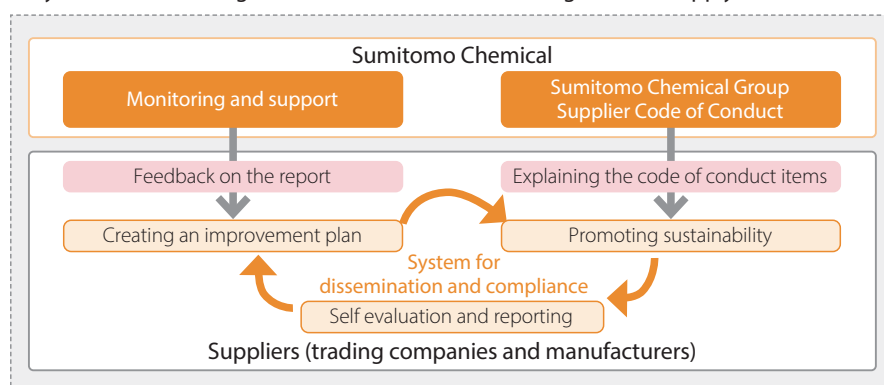 Sumitomo Chemical
Monitoring and support
Sumitomo Chemical Group
Supplier Code of Conduct
Feedback on the report
Explaining the code of conduct items
Creating an improvement plan
Promoting sustainability
System for
dissemination and compliance
Self evaluation and reporting
Suppliers (trading companies and manufacturers)